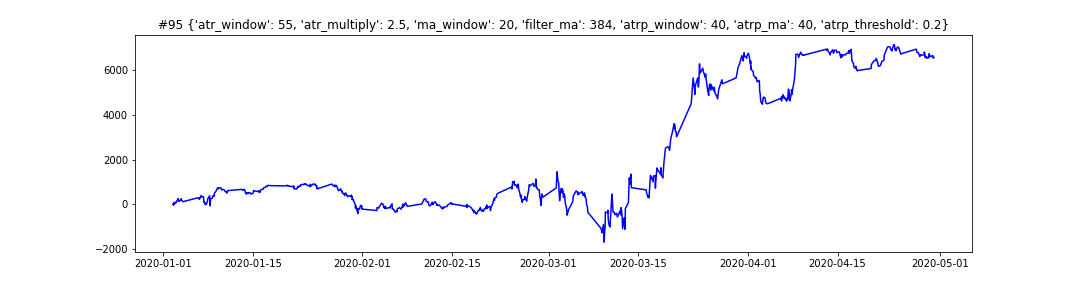 #95 {'atr_window': 55, 'atr_multiply': 2.5, 'ma_window': 20, 'filter_ma': 384, 'atrp_window': 40, 'atrp_ma': 40, 'atrp_threshold': 0.2}
6000
4000
2000
0
−2000
2020-01-01 2020-01-15 2020-02-01 2020-02-15 2020-03-01 2020-03-15 2020-04-01 2020-04-15 2020-05-01